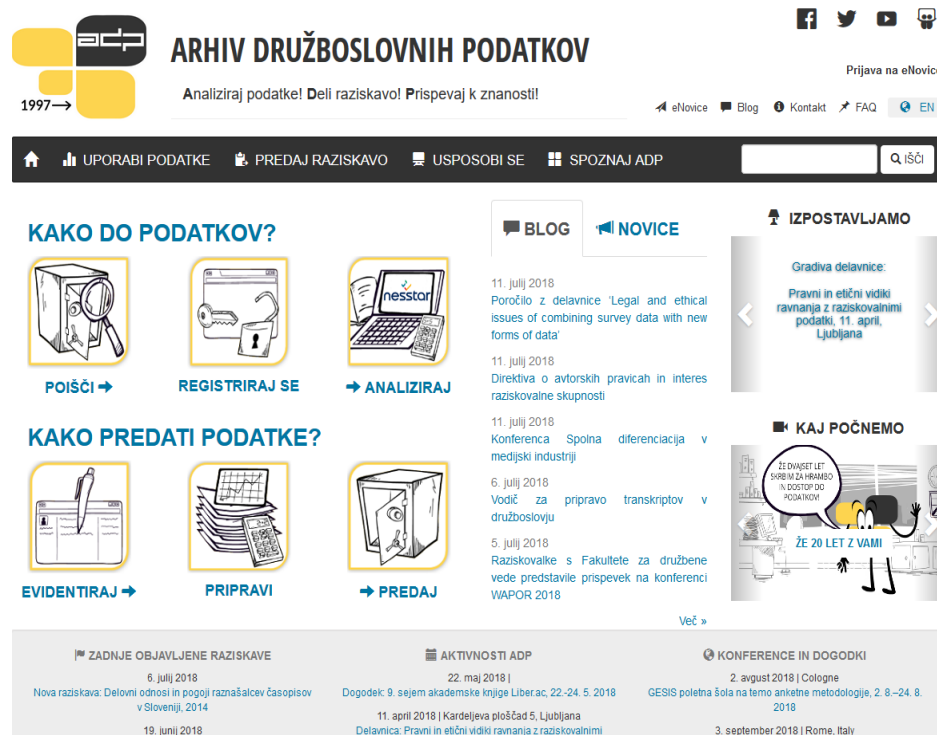 adp
1997
ARHIV DRUŽBOSLOVNIH PODATKOV
Analiziraj podatke! Deli raziskavo! Prispevaj k znanosti!
Prijava na eNovice
eNovice Blog Kontakt FAQ EN
UPORABI PODATKE PREDAJ RAZISKAVO USPOSOBI SE SPOZNAJ ADP IŠČI
KAKO DO PODATKOV?
nesstar
POIŠČI REGISTRIRAJ SE ANALIZIRAJ
KAKO PREDATI PODATKE?
EVIDENTIRAJ PRIPRAVI PREDAJ
BLOG NOVICE
11. julij 2018
Poročilo z delavnice 'Legal and ethical
issues of combining survey data with new
forms of data'
11. julij 2018
Direktiva o avtorskih pravicah in interes
raziskovalne skupnosti
11. julij 2018
Konferenca Spolna diferenciacija v
medijski industriji
6. julij 2018
Vodič za pripravo transkriptov v
družboslovju
5. julij 2018
Raziskovalke s Fakultete za družbene
vede predstavile prispevek na konferenci
WAPOR 2018
Več »
IZPOSTAVLJAMO
Gradiva delavnice:
Pravni in etični vidiki
ravnanja z raziskovalnimi
podatki, 11. april,
Ljubljana
KAJ POČNEMO
ŽE DVAJSET LET
SKRBIMO ZA HRAMBO
IN DOSTOP DO
PODATKOV!
ŽE 20 LET Z VAMI
ZADNJE OBJAVLJENE RAZISKAVE
6. julij 2018
Nova raziskava: Delovni odnosi in pogoji raznašalcev časopisov
v Sloveniji, 2014
19. junij 2018
AKTIVNOSTI ADP
22. maj 2018 |
Dogodek: 9. sejem akademske knjige Liber.ac, 22.-24. 5. 2018
11. april 2018 | Kardeljeva ploščad 5, Ljubljana
Delavnica: Pravni in etični vidiki ravnanja z raziskovalnimi
KONFERENCE IN DOGODKI
2. avgust 2018 | Cologne
GESIS poletna šola na temo anketne metodologije, 2. 8.–24. 8.
2018
3. september 2018 | Rome, Italy